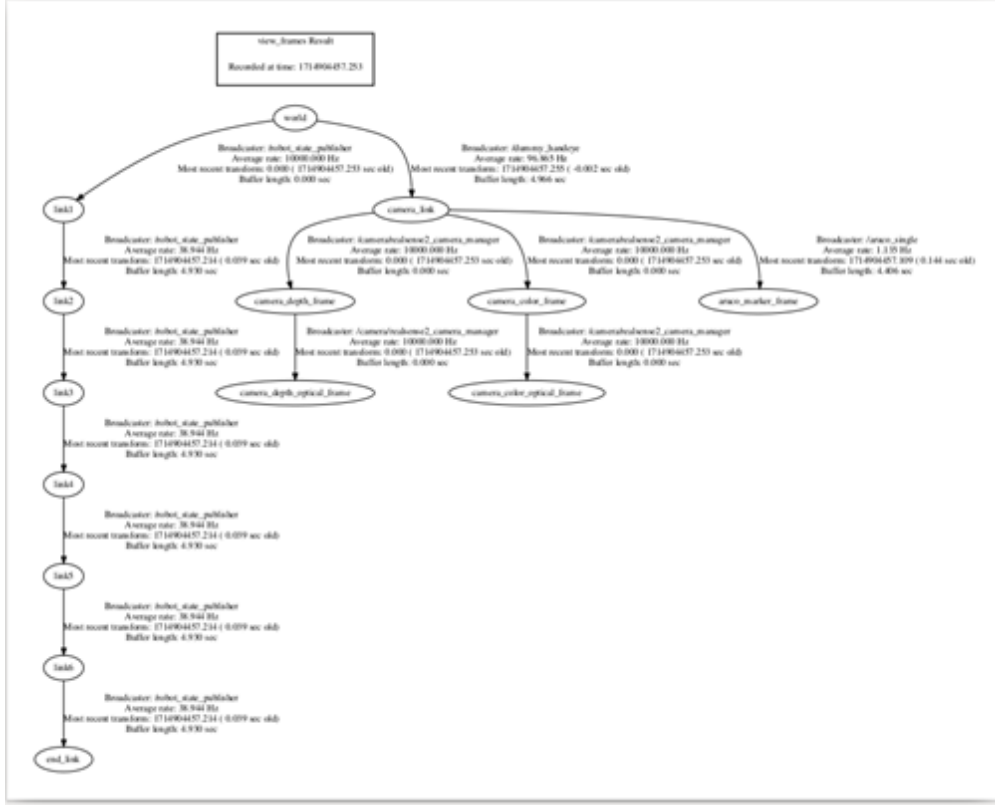 view_frames Result
Recorded at time: 1714904457.253
world
Broadcaster: /robot_state_publisher
Average rate: 10000.000 Hz
Most recent transform: 0.000 ( 1714904457.253 sec old)
Buffer length: 0.000 sec
Broadcaster: /dummy_handeye
Average rate: 96.865 Hz
Most recent transform: 1714904457.255 ( -0.002 sec old)
Buffer length: 4.966 sec
link1
camera_link
Broadcaster: /robot_state_publisher
Average rate: 38.944 Hz
Most recent transform: 1714904457.214 ( 0.039 sec old)
Buffer length: 4.930 sec
Broadcaster: /camera/realsense2_camera_manager
Average rate: 10000.000 Hz
Most recent transform: 0.000 ( 1714904457.253 sec old)
Buffer length: 0.000 sec
Broadcaster: /camera/realsense2_camera_manager
Average rate: 10000.000 Hz
Most recent transform: 0.000 ( 1714904457.253 sec old)
Buffer length: 0.000 sec
Broadcaster: /aruco_single
Average rate: 1.135 Hz
Most recent transform: 1714904457.109 ( 0.144 sec old)
Buffer length: 4.406 sec
link2
camera_depth_frame
camera_color_frame
aruco_marker_frame
Broadcaster: /robot_state_publisher
Average rate: 38.944 Hz
Most recent transform: 1714904457.214 ( 0.039 sec old)
Buffer length: 4.930 sec
Broadcaster: /camera/realsense2_camera_manager
Average rate: 10000.000 Hz
Most recent transform: 0.000 ( 1714904457.253 sec old)
Buffer length: 0.000 sec
Broadcaster: /camera/realsense2_camera_manager
Average rate: 10000.000 Hz
Most recent transform: 0.000 ( 1714904457.253 sec old)
Buffer length: 0.000 sec
link3
camera_depth_optical_frame
camera_color_optical_frame
Broadcaster: /robot_state_publisher
Average rate: 38.944 Hz
Most recent transform: 1714904457.214 ( 0.039 sec old)
Buffer length: 4.930 sec
link4
Broadcaster: /robot_state_publisher
Average rate: 38.944 Hz
Most recent transform: 1714904457.214 ( 0.039 sec old)
Buffer length: 4.930 sec
link5
Broadcaster: /robot_state_publisher
Average rate: 38.944 Hz
Most recent transform: 1714904457.214 ( 0.039 sec old)
Buffer length: 4.930 sec
link6
Broadcaster: /robot_state_publisher
Average rate: 38.944 Hz
Most recent transform: 1714904457.214 ( 0.039 sec old)
Buffer length: 4.930 sec
end_link